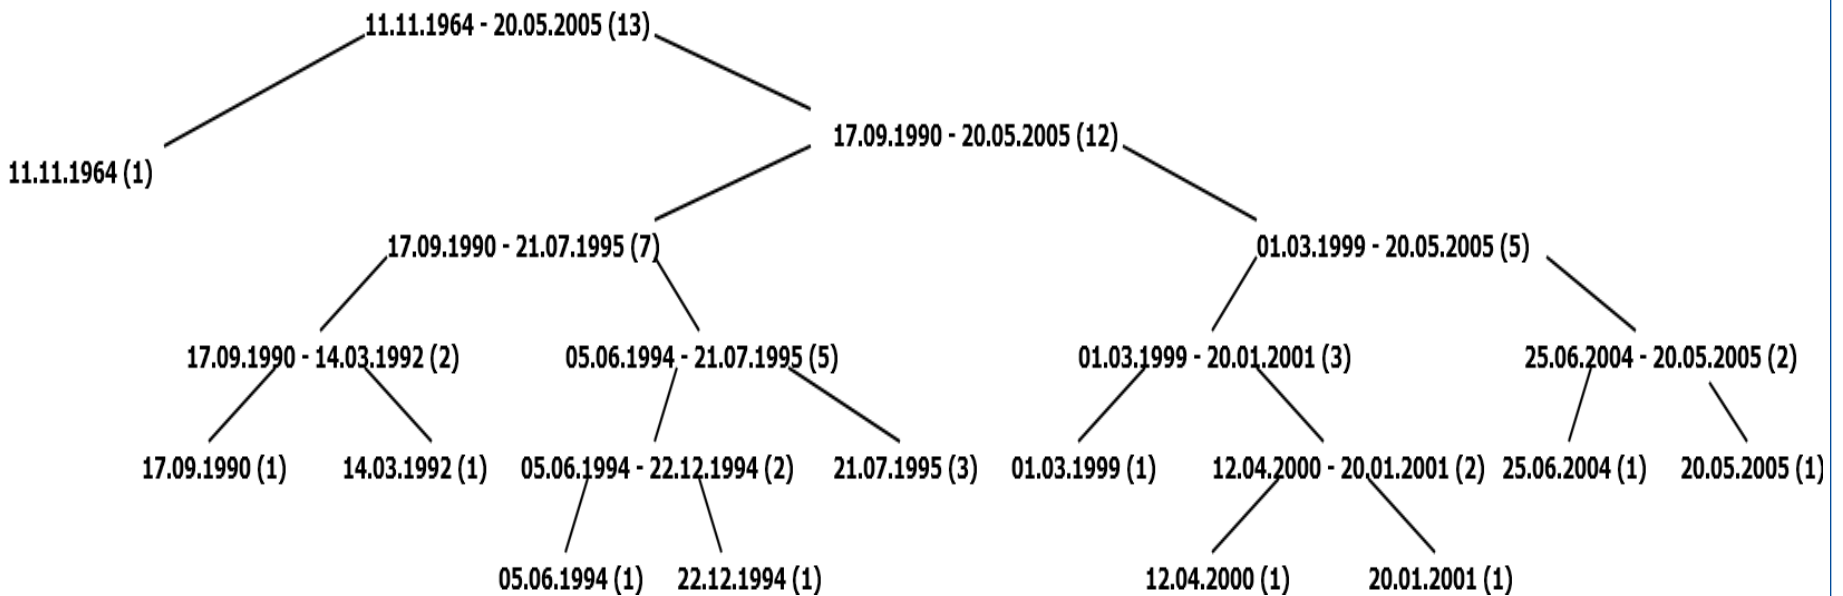 11.11.1964 - 20.05.2005 (13)
17.09.1990 - 20.05.2005 (12)
11.11.1964 (1)
17.09.1990 - 21.07.1995 (7)
01.03.1999 - 20.05.2005 (5)
17.09.1990 - 14.03.1992 (2)
05.06.1994 - 21.07.1995 (5)
01.03.1999 - 20.01.2001 (3)
25.06.2004 - 20.05.2005 (2)
17.09.1990 (1)
14.03.1992 (1)
05.06.1994 - 22.12.1994 (2)
21.07.1995 (3)
01.03.1999 (1)
12.04.2000 - 20.01.2001 (2)
25.06.2004 (1)
20.05.2005 (1)
05.06.1994 (1)
22.12.1994 (1)
12.04.2000 (1)
20.01.2001 (1)